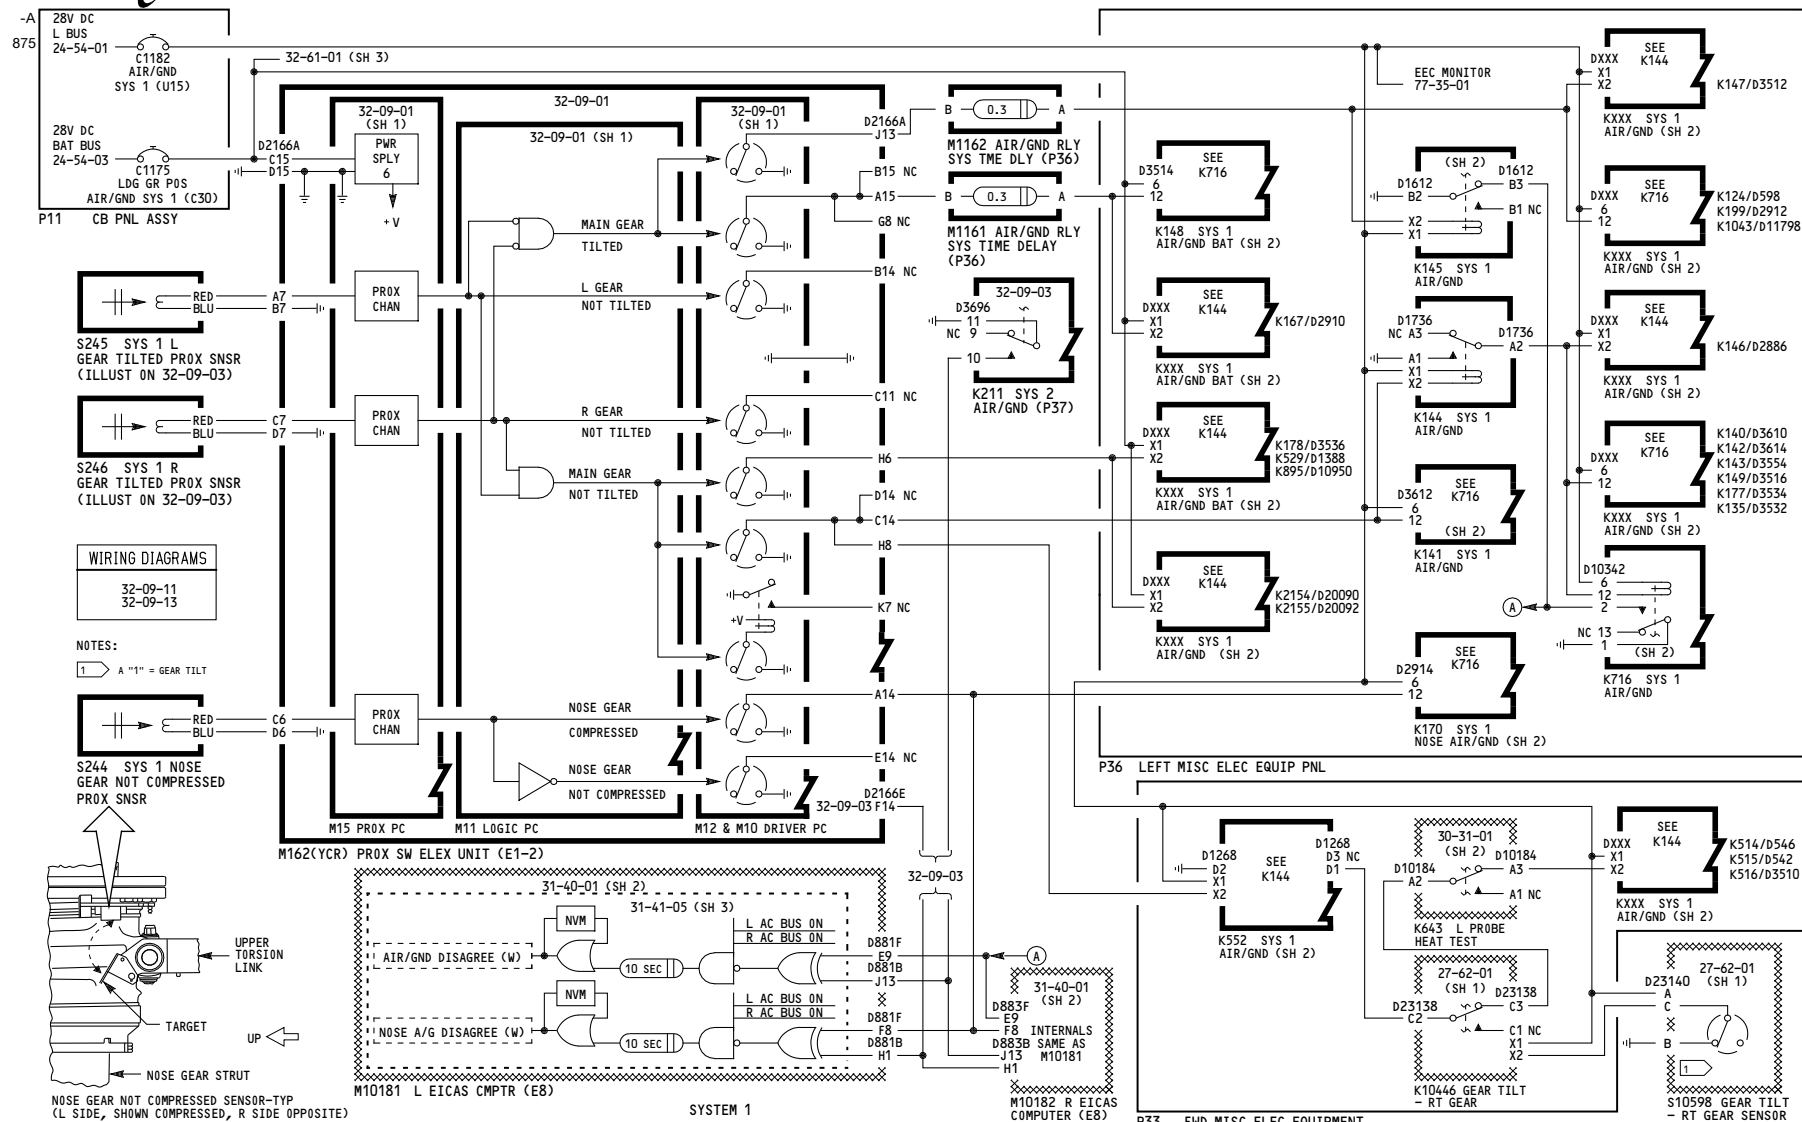 -A
875
28V DC
L BUS
24-54-01
C1182
AIR/GND
SYS 1 (U15)
28V DC
BAT BUS
24-54-03
C1175
LDG GR POS
AIR/GND SYS 1 (C30)
P11 CB PNL ASSY
32-61-01 (SH 3)
D2166A
C15
D15
32-09-01
32-09-01
(SH 1)
PWR
SPLY
6
+V
32-09-01 (SH 1)
32-09-01
(SH 1)
MAIN GEAR
TILTED
L GEAR
NOT TILTED
R GEAR
NOT TILTED
MAIN GEAR
NOT TILTED
NOSE GEAR
COMPRESSED
NOSE GEAR
NOT COMPRESSED
PROX
CHAN
PROX
CHAN
PROX
CHAN
+V
RED
BLU
A7
B7
S245 SYS 1 L
GEAR TILTED PROX SNSR
(ILLUST ON 32-09-03)
RED
BLU
C7
D7
S246 SYS 1 R
GEAR TILTED PROX SNSR
(ILLUST ON 32-09-03)
WIRING DIAGRAMS
32-09-11
32-09-13
NOTES:
1 A "1" = GEAR TILT
RED
BLU
C6
D6
S244 SYS 1 NOSE
GEAR NOT COMPRESSED
PROX SNSR
M15 PROX PC
M11 LOGIC PC
M12 & M10 DRIVER PC
M162(YCR) PROX SW ELEX UNIT (E1-2)
D2166A
J13
B15 NC
A15
G8 NC
B14 NC
C11 NC
H6
D14 NC
C14
H8
K7 NC
A14
E14 NC
D2166E
32-09-03 F14
32-09-03
B 0.3 A
M1162 AIR/GND RLY
SYS TME DLY (P36)
B 0.3 A
M1161 AIR/GND RLY
SYS TIME DELAY
(P36)
32-09-03
D3696
11
NC 9
10
K211 SYS 2
AIR/GND (P37)
D3514
6
12
SEE
K716
K148 SYS 1
AIR/GND BAT (SH 2)
DXXX
X1
X2
SEE
K144
K167/D2910
KXXX SYS 1
AIR/GND BAT (SH 2)
DXXX
X1
X2
SEE
K144
K178/D3536
K529/D1388
K895/D10950
KXXX SYS 1
AIR/GND BAT (SH 2)
DXXX
X1
X2
SEE
K144
K2154/D20090
K2155/D20092
KXXX SYS 1
AIR/GND (SH 2)
EEC MONITOR
77-35-01
(SH 2)
D1612
B2
D1612
B3
B1 NC
X2
X1
K145 SYS 1
AIR/GND
D1736
NC A3
D1736
A2
A1
X1
X2
K144 SYS 1
AIR/GND
D3612
6
12
SEE
K716
(SH 2)
K141 SYS 1
AIR/GND
D2914
6
12
SEE
K716
K170 SYS 1
NOSE AIR/GND (SH 2)
DXXX
X1
X2
SEE
K144
K147/D3512
KXXX SYS 1
AIR/GND (SH 2)
6
12
SEE
K716
K124/D598
K199/D2912
K1043/D11798
KXXX SYS 1
AIR/GND (SH 2)
DXXX
X1
X2
SEE
K144
K146/D2886
KXXX SYS 1
AIR/GND (SH 2)
DXXX
6
12
SEE
K716
K140/D3610
K142/D3614
K143/D3554
K149/D3516
K177/D3534
K135/D3532
KXXX SYS 1
AIR/GND (SH 2)
D10342
6
12
A
2
NC 13
1
(SH 2)
K716 SYS 1
AIR/GND
P36 LEFT MISC ELEC EQUIP PNL
D1268
D2
X1
X2
SEE
K144
D1268
D3 NC
D1
K552 SYS 1
AIR/GND (SH 2)
30-31-01
(SH 2)
D10184
A2
D10184
A3
A1 NC
K643 L PROBE
HEAT TEST
27-62-01
(SH 1)
D23138
C2
D23138
C3
C1 NC
X1
X2
K10446 GEAR TILT
- RT GEAR
DXXX
X1
X2
SEE
K144
K514/D546
K515/D542
K516/D3510
KXXX SYS 1
AIR/GND (SH 2)
D23140
A
C
B
27-62-01
(SH 1)
1
S10598 GEAR TILT
- RT GEAR SENSOR
P33 FWD MISC ELEC EQUIPMENT
31-40-01 (SH 2)
31-41-05 (SH 3)
NVM
L AC BUS ON
R AC BUS ON
AIR/GND DISAGREE (W)
10 SEC
D881F
E9
D881B
J13
NVM
L AC BUS ON
R AC BUS ON
NOSE A/G DISAGREE (W)
10 SEC
D881F
F8
D881B
H1
M10181 L EICAS CMPTR (E8)
A
31-40-01
(SH 2)
D883F
E9
F8 INTERNALS
D883B SAME AS
J13 M10181
H1
M10182 R EICAS
COMPUTER (E8)
SYSTEM 1
UPPER
TORSION
LINK
TARGET
UP
NOSE GEAR STRUT
NOSE GEAR NOT COMPRESSED SENSOR-TYP
(L SIDE, SHOWN COMPRESSED, R SIDE OPPOSITE)